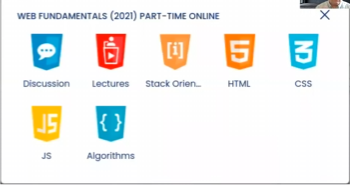 WEB FUNDAMENTALS (2021) PART-TIME ONLINE
Discussion Lectures Stack Orien... HTML CSS
JS Algorithms